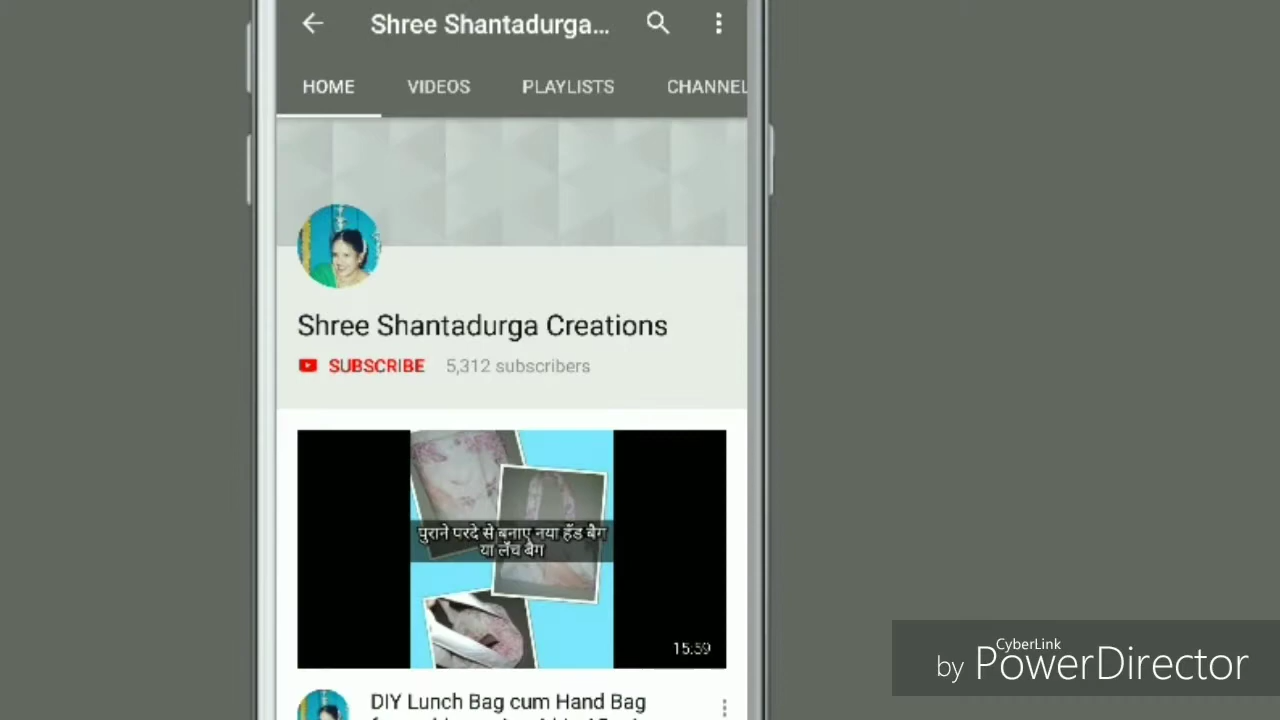 Shree Shantadurga...
HOME VIDEOS PLAYLISTS CHANNEL
Shree Shantadurga Creations
SUBSCRIBE 5,312 subscribers
पुराने परदे से बनाए नया हँड बैग
या लँच बैग
15:59
DIY Lunch Bag cum Hand Bag
CyberLink
by PowerDirector